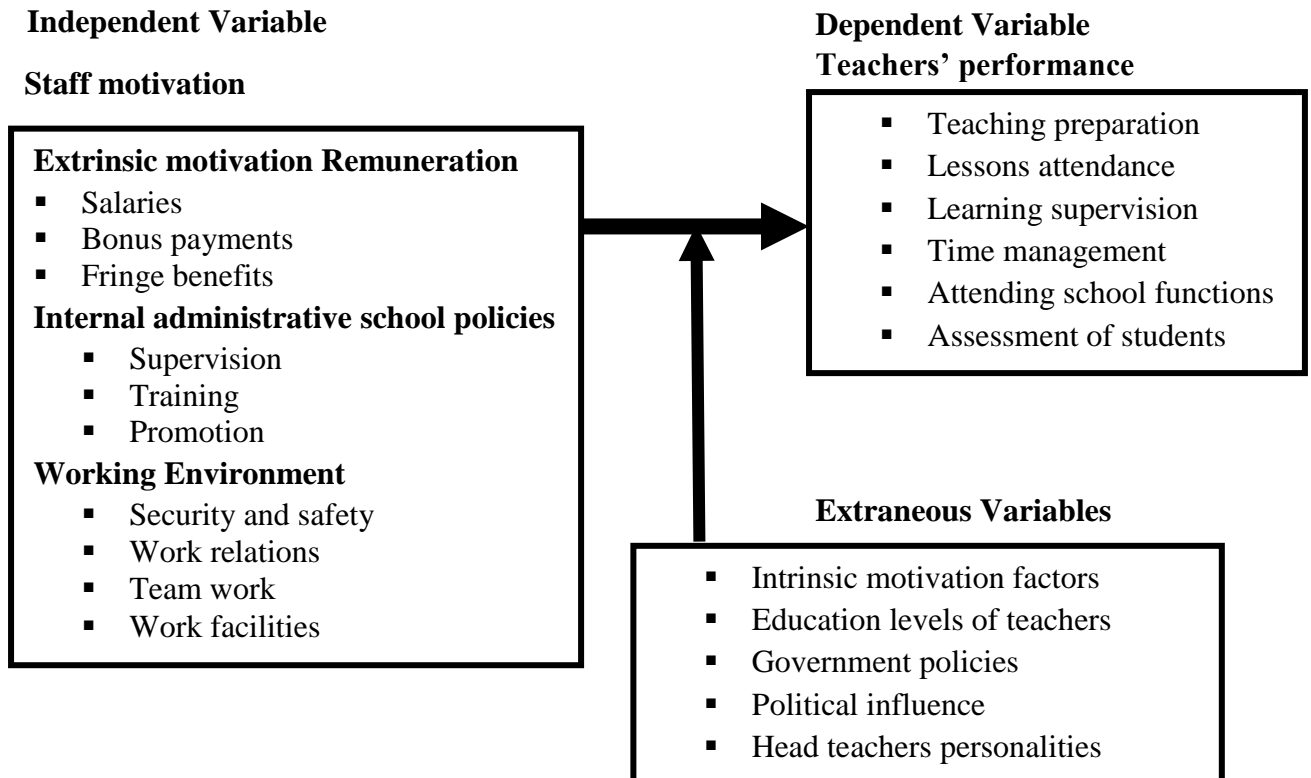 Independent Variable
Staff motivation
Extrinsic motivation Remuneration
▪ Salaries
▪ Bonus payments
▪ Fringe benefits
Internal administrative school policies
▪ Supervision
▪ Training
▪ Promotion
Working Environment
▪ Security and safety
▪ Work relations
▪ Team work
▪ Work facilities
Dependent Variable
Teachers’ performance
▪ Teaching preparation
▪ Lessons attendance
▪ Learning supervision
▪ Time management
▪ Attending school functions
▪ Assessment of students
Extraneous Variables
▪ Intrinsic motivation factors
▪ Education levels of teachers
▪ Government policies
▪ Political influence
▪ Head teachers personalities